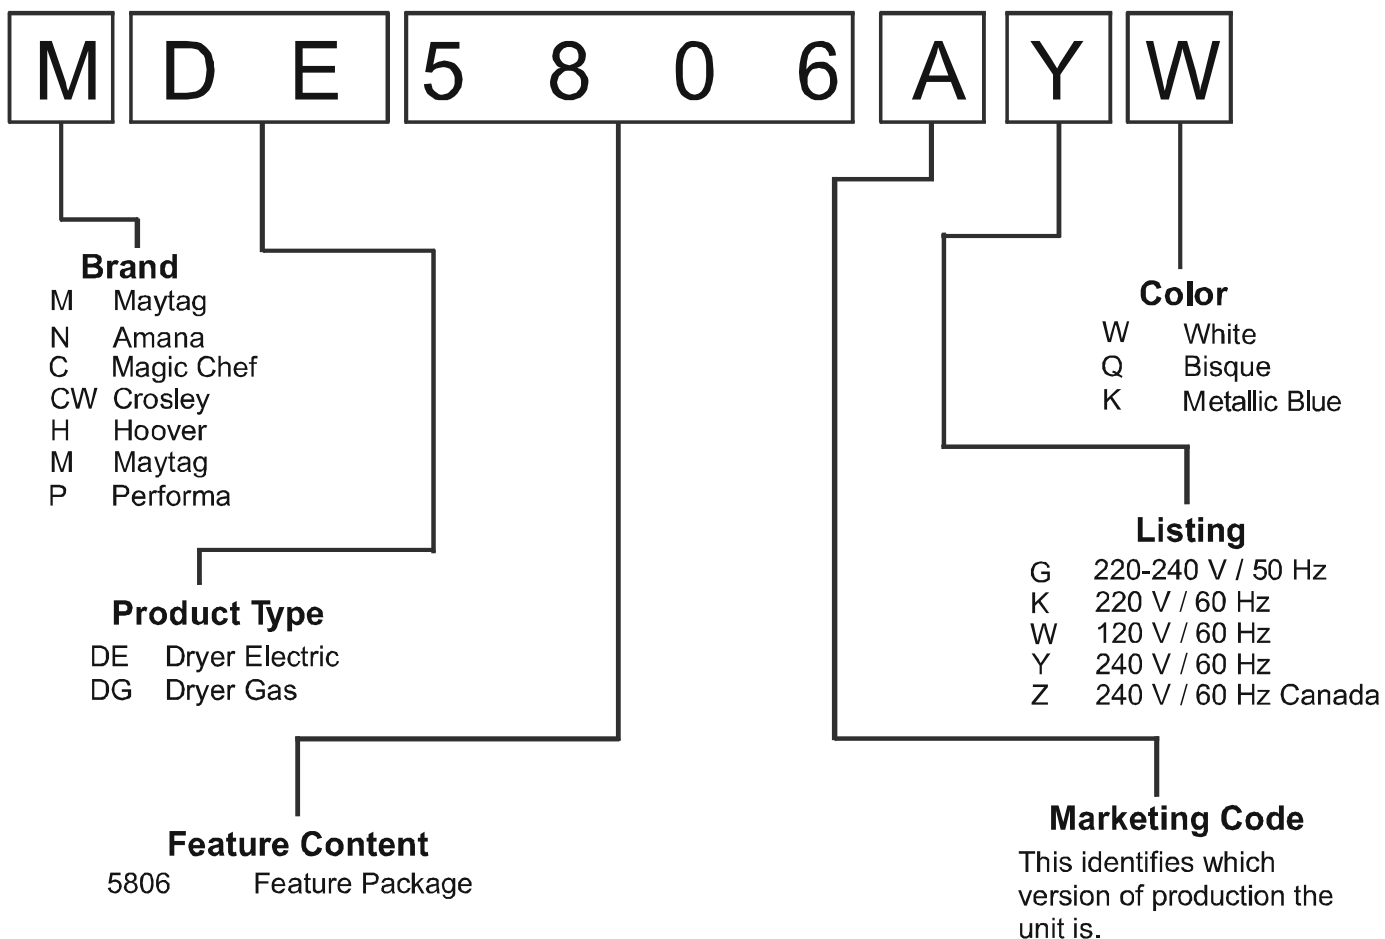 M D E 5 8 0 6 A Y W
Brand
M Maytag
N Amana
C Magic Chef
CW Crosley
H Hoover
M Maytag
P Performa
Product Type
DE Dryer Electric
DG Dryer Gas
Feature Content
5806 Feature Package
Color
W White
Q Bisque
K Metallic Blue
Listing
G 220-240 V / 50 Hz
K 220 V / 60 Hz
W 120 V / 60 Hz
Y 240 V / 60 Hz
Z 240 V / 60 Hz Canada
Marketing Code
This identifies which
version of production the
unit is.